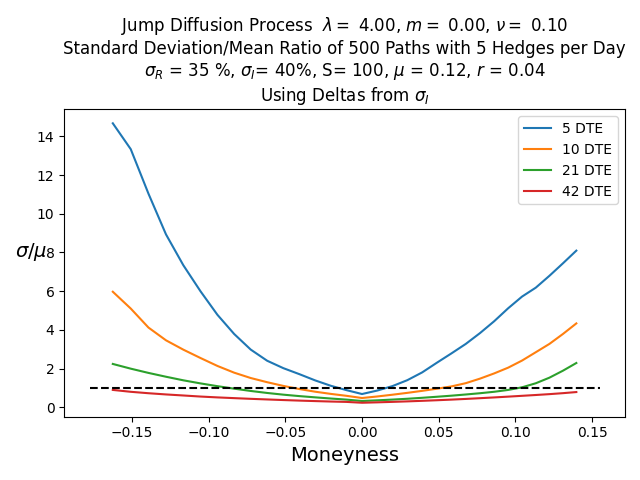 Jump Diffusion Process λ = 4.00, m = 0.00, ν = 0.10
Standard Deviation/Mean Ratio of 500 Paths with 5 Hedges per Day
σ_R = 35 %, σ_I= 40%, S= 100, μ = 0.12, r = 0.04
Using Deltas from σ_I
5 DTE
10 DTE
21 DTE
42 DTE
14
12
10
8
6
4
2
0
σ/μ
−0.15 −0.10 −0.05 0.00 0.05 0.10 0.15
Moneyness